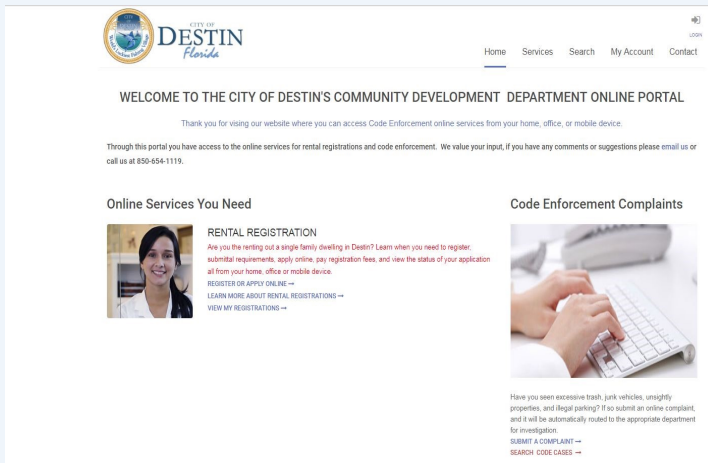 CITY OF
DESTIN
Florida
LOGIN
Home Services Search My Account Contact
WELCOME TO THE CITY OF DESTIN'S COMMUNITY DEVELOPMENT DEPARTMENT ONLINE PORTAL
Thank you for vising our website where you can access Code Enforcement online services from your home, office, or mobile device.
Through this portal you have access to the online services for rental registrations and code enforcement. We value your input, if you have any comments or suggestions please email us or
call us at 850-654-1119.
Online Services You Need
RENTAL REGISTRATION
Are you the renting out a single family dwelling in Destin? Learn when you need to register,
submittal requirements, apply online, pay registration fees, and view the status of your application
all from your home, office or mobile device.
REGISTER OR APPLY ONLINE →
LEARN MORE ABOUT RENTAL REGISTRATIONS →
VIEW MY REGISTRATIONS →
Code Enforcement Complaints
Have you seen excessive trash, junk vehicles, unsightly
properties, and illegal parking? If so submit an online complaint,
and it will be automatically routed to the appropriate department
for investigation.
SUBMIT A COMPLAINT →
SEARCH CODE CASES →